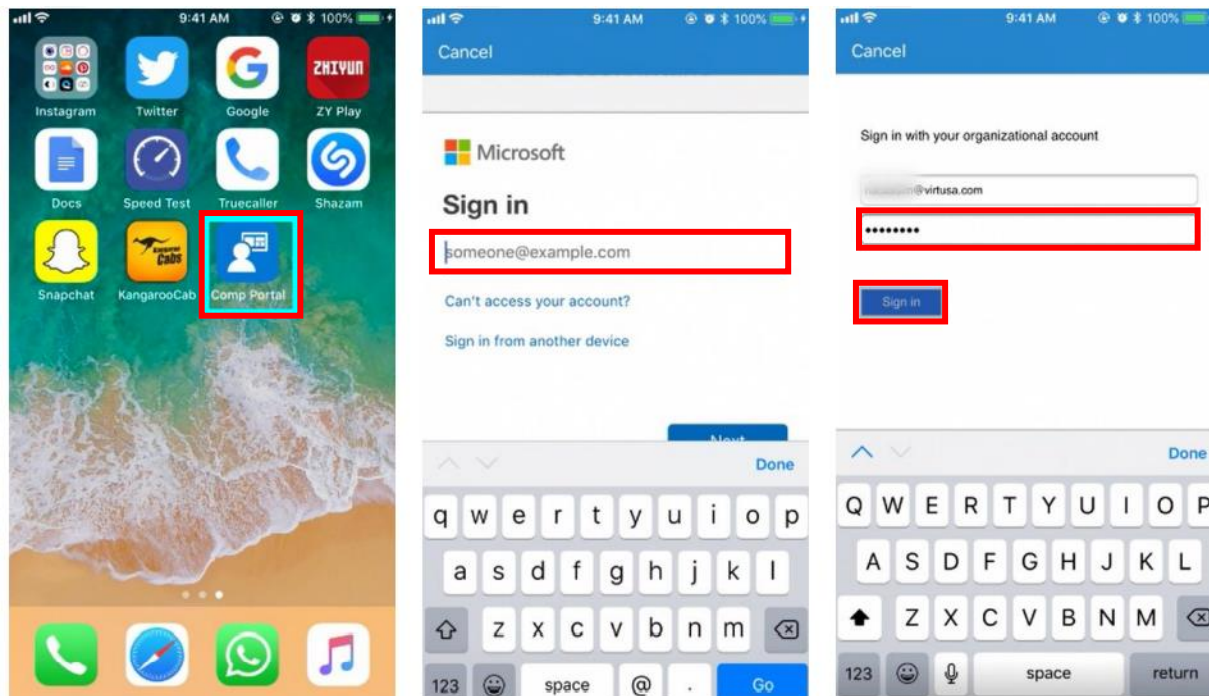 9:41 AM 100%
ZHIYUN
Instagram Twitter Google ZY Play
Docs Speed Test Truecaller Shazam
KANGAROO
Cabs
Snapchat KangarooCab Comp Portal
9:41 AM 100%
Cancel
Microsoft
Sign in
someone@example.com
Can't access your account?
Sign in from another device
Next
Done
q w e r t y u i o p
a s d f g h j k l
z x c v b n m
123 space @ . Go
9:41 AM 100%
Cancel
Sign in with your organizational account
@virtusa.com
••••••••
Sign in
Done
Q W E R T Y U I O P
A S D F G H J K L
Z X C V B N M
123 space return